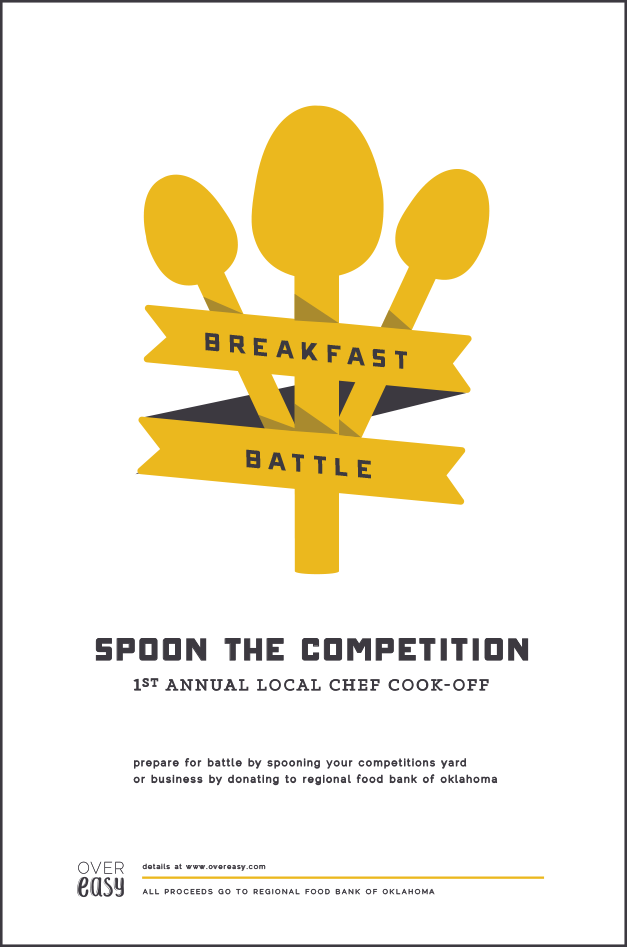 BREAKFAST
BATTLE
SPOON THE COMPETITION
1ST ANNUAL LOCAL CHEF COOK-OFF
prepare for battle by spooning your competitions yard
or business by donating to regional food bank of oklahoma
OVER
easy
details at www.overeasy.com
ALL PROCEEDS GO TO REGIONAL FOOD BANK OF OKLAHOMA